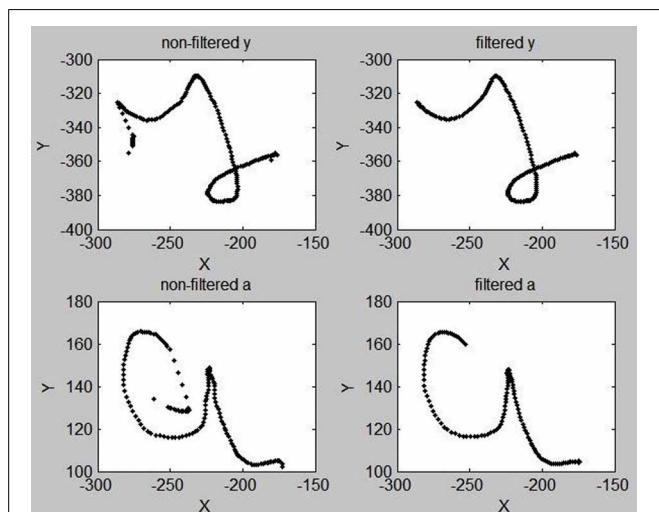 non-filtered y
filtered y
-300
-320
-340
-360
-380
-400
Y
-300 -250 -200 -150
X
-300
-320
-340
-360
-380
-400
Y
-300 -250 -200 -150
X
non-filtered a
filtered a
180
160
140
120
100
Y
-300 -250 -200 -150
X
180
160
140
120
100
Y
-300 -250 -200 -150
X